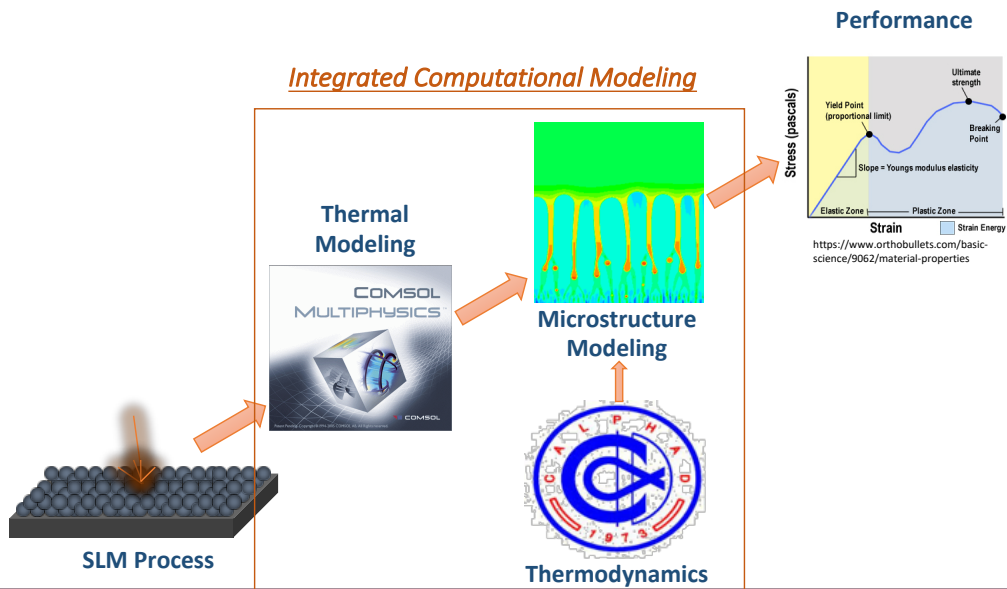 Performance
Integrated Computational Modeling
Stress (pascals)
Ultimate
strength
Yield Point
(proportional limit)
Breaking
Point
Slope = Youngs modulus elasticity
Elastic Zone
Plastic Zone
Strain
Strain Energy
https://www.orthobullets.com/basic-
science/9062/material-properties
Thermal
Modeling
COMSOL
MULTIPHYSICS
COMSOL
Microstructure
Modeling
CALPHAD
1973
SLM Process
Thermodynamics